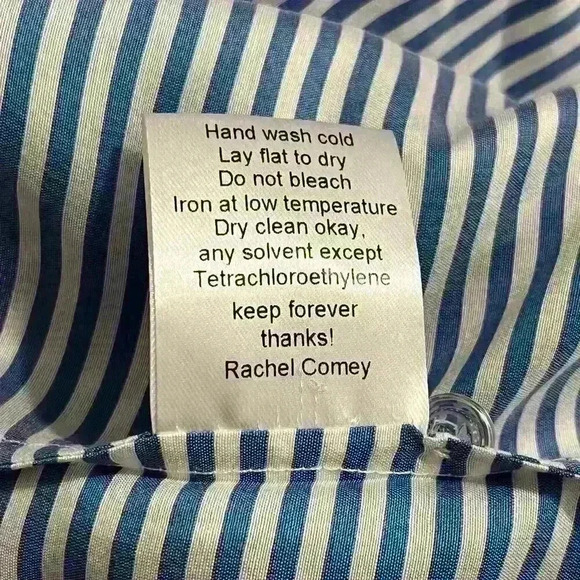 Hand wash cold
Lay flat to dry
Do not bleach
Iron at low temperature
Dry clean okay,
any solvent except
Tetrachloroethylene
keep forever
thanks!
Rachel Comey